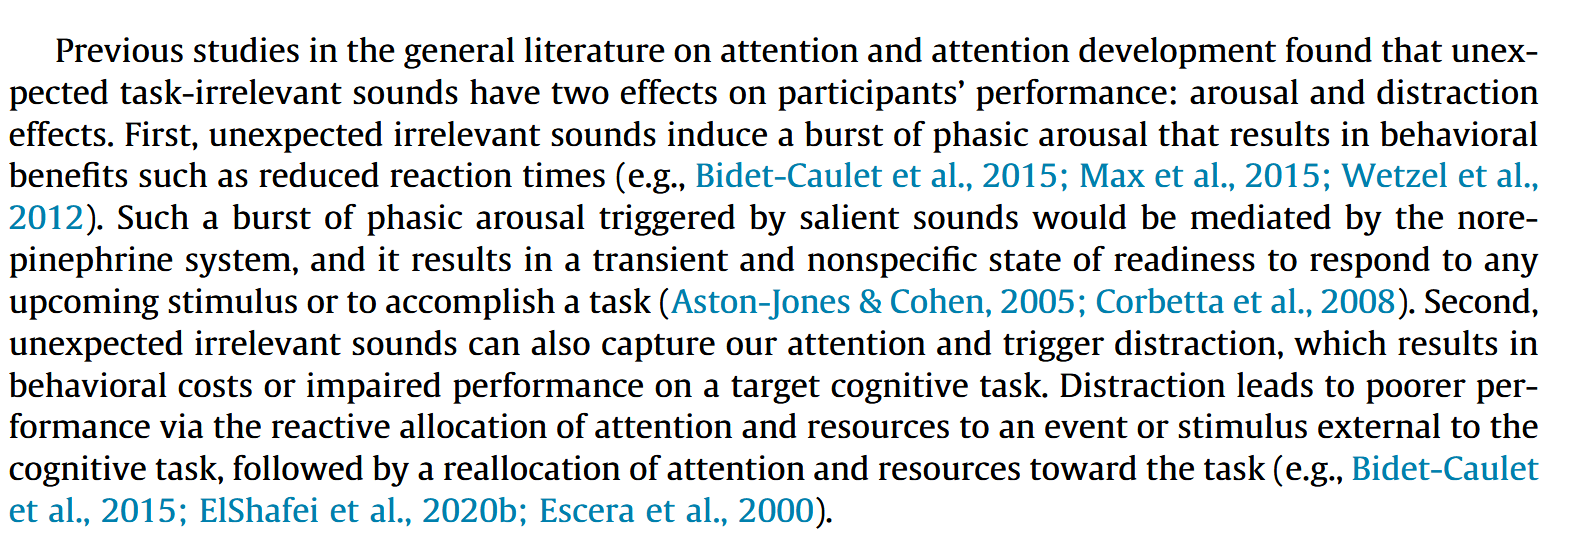 Previous studies in the general literature on attention and attention development found that unex-
pected task-irrelevant sounds have two effects on participants’ performance: arousal and distraction
effects. First, unexpected irrelevant sounds induce a burst of phasic arousal that results in behavioral
benefits such as reduced reaction times (e.g., Bidet-Caulet et al., 2015; Max et al., 2015; Wetzel et al.,
2012). Such a burst of phasic arousal triggered by salient sounds would be mediated by the nore-
pinephrine system, and it results in a transient and nonspecific state of readiness to respond to any
upcoming stimulus or to accomplish a task (Aston-Jones & Cohen, 2005; Corbetta et al., 2008). Second,
unexpected irrelevant sounds can also capture our attention and trigger distraction, which results in
behavioral costs or impaired performance on a target cognitive task. Distraction leads to poorer per-
formance via the reactive allocation of attention and resources to an event or stimulus external to the
cognitive task, followed by a reallocation of attention and resources toward the task (e.g., Bidet-Caulet
et al., 2015; ElShafei et al., 2020b; Escera et al., 2000).